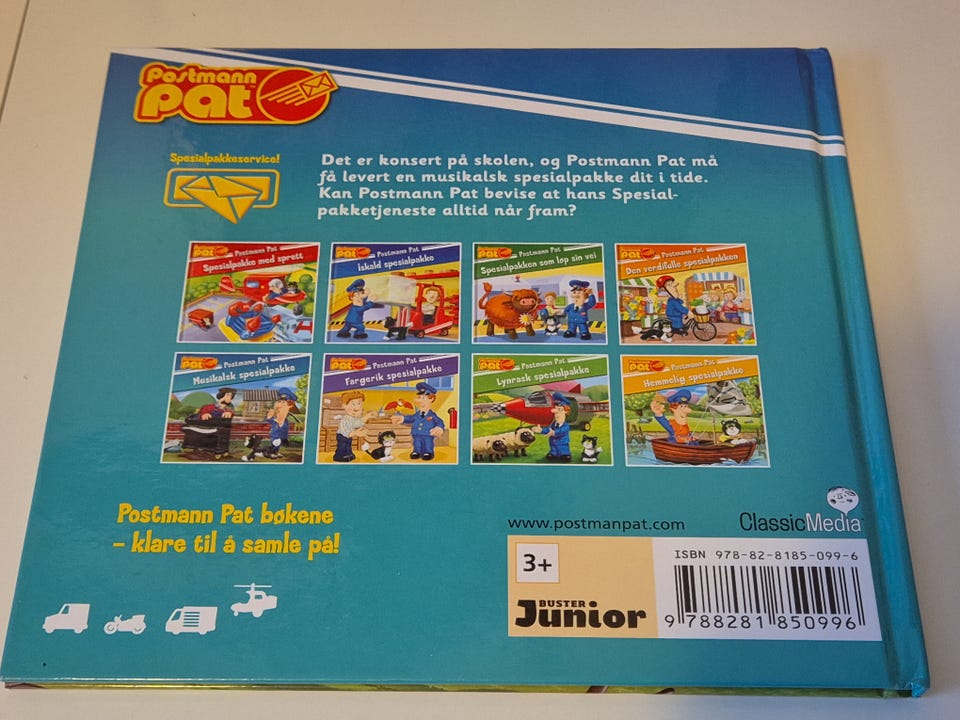 Postmann
pat
Spesialpakkeservice!
Det er konsert på skolen, og Postmann Pat må
få levert en musikalsk spesialpakke dit i tide.
Kan Postmann Pat bevise at hans Spesial-
pakketjeneste alltid når fram?
Postmann Pat
Spesialpakke med sprett
Postmann Pat
Iskald spesialpakke
Postmann Pat
Spesialpakken som løp sin vei
Postmann Pat
Den verdifulle spesialpakken
Postmann Pat
Musikalsk spesialpakke
Postmann Pat
Fargerik spesialpakke
Postmann Pat
Lynrask spesialpakke
Postmann Pat
Hemmelig spesialpakke
Postmann Pat bøkene
– klare til å samle på!
www.postmanpat.com
ClassicMedia
3+
BUSTER
Junior
ISBN 978-82-8185-099-6
9 788281 850996